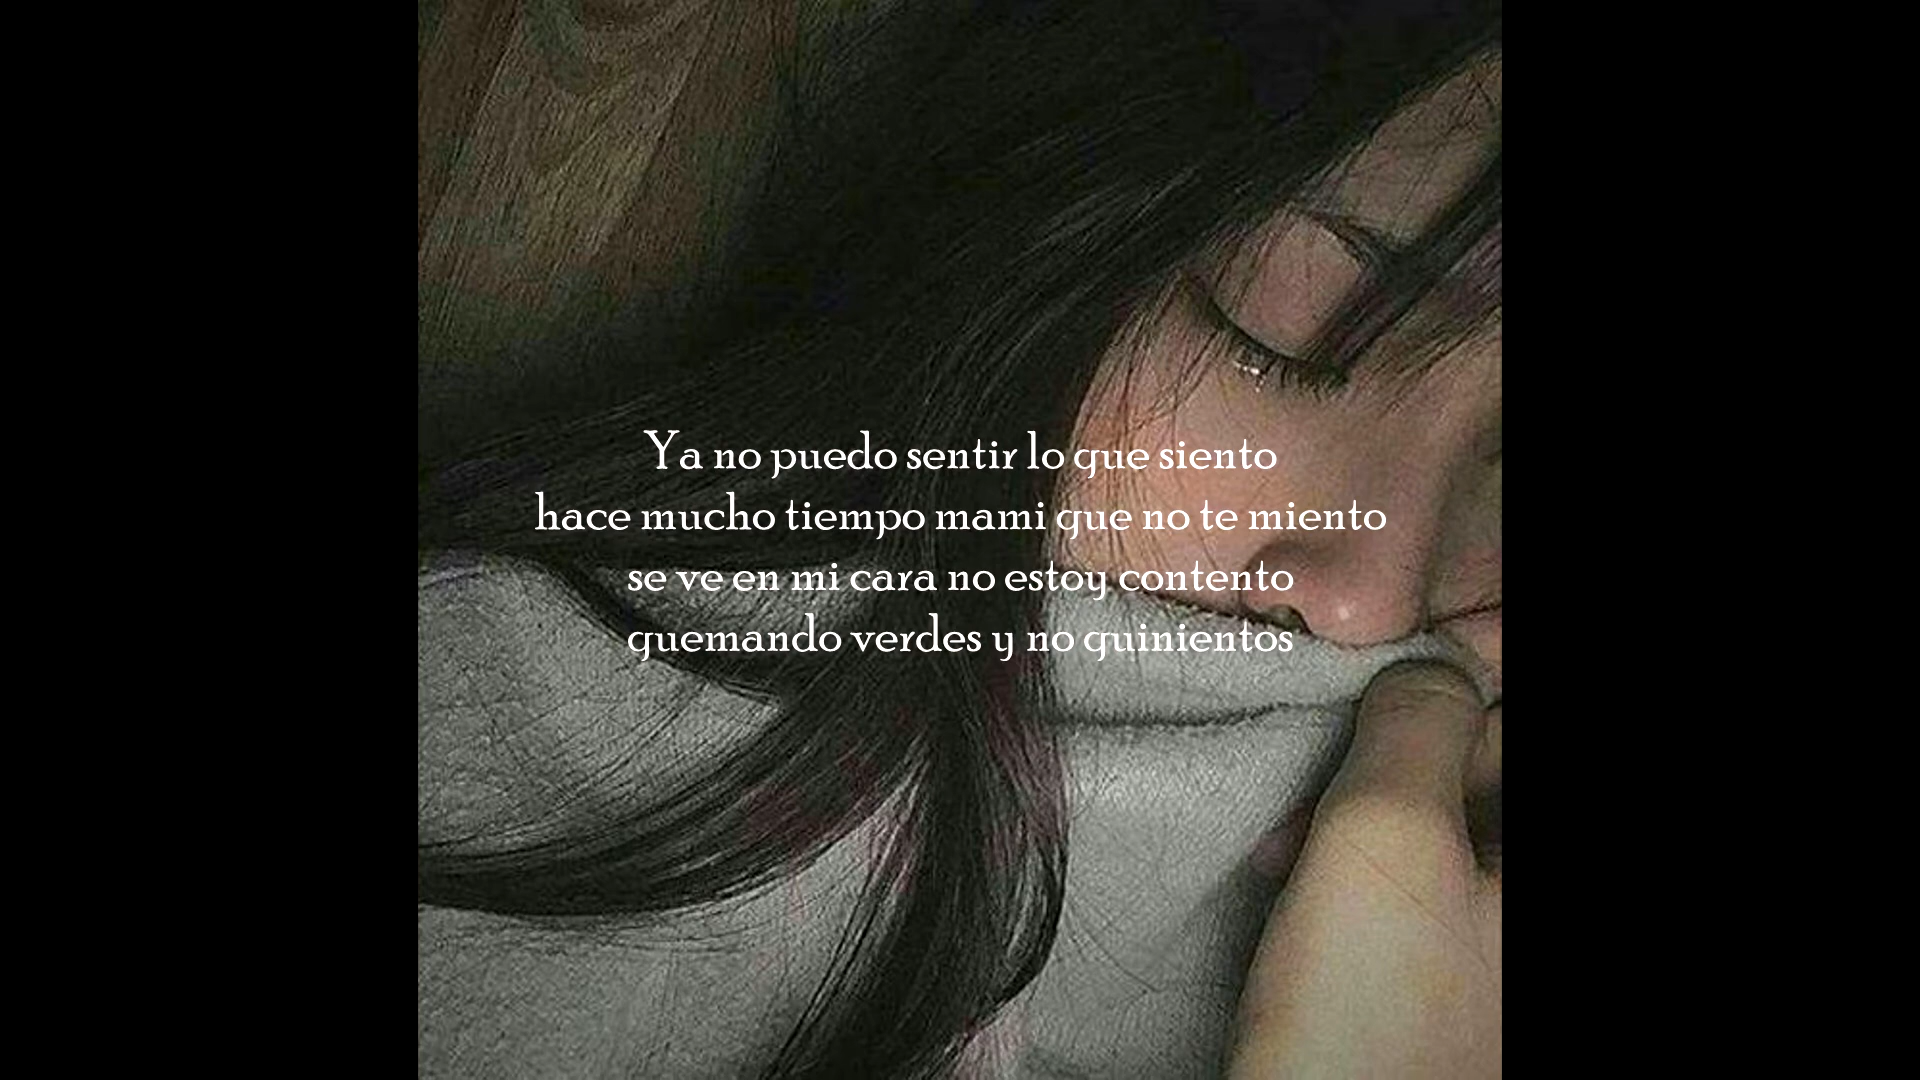 Ya no puedo sentir lo que siento
hace mucho tiempo mami que no te miento
se ve en mi cara no estoy contento
quemando verdes y no quinientos